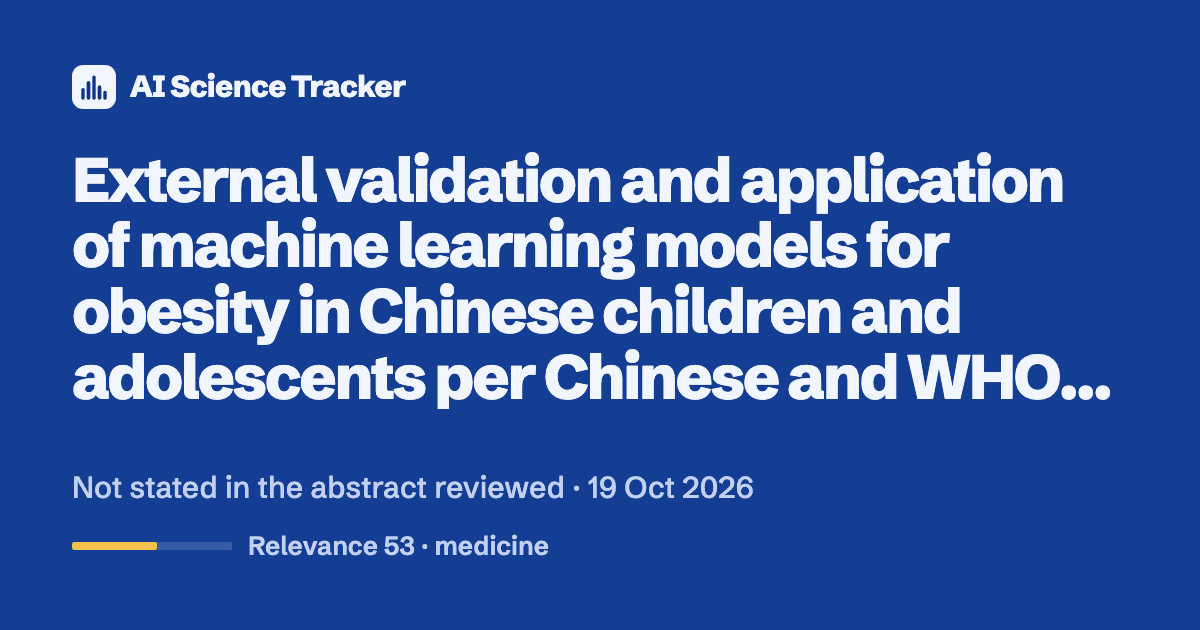 AI Science Tracker
External validation and application
of machine learning models for
obesity in Chinese children and
adolescents per Chinese and WHO...
Not stated in the abstract reviewed · 19 Oct 2026
Relevance 53 · medicine